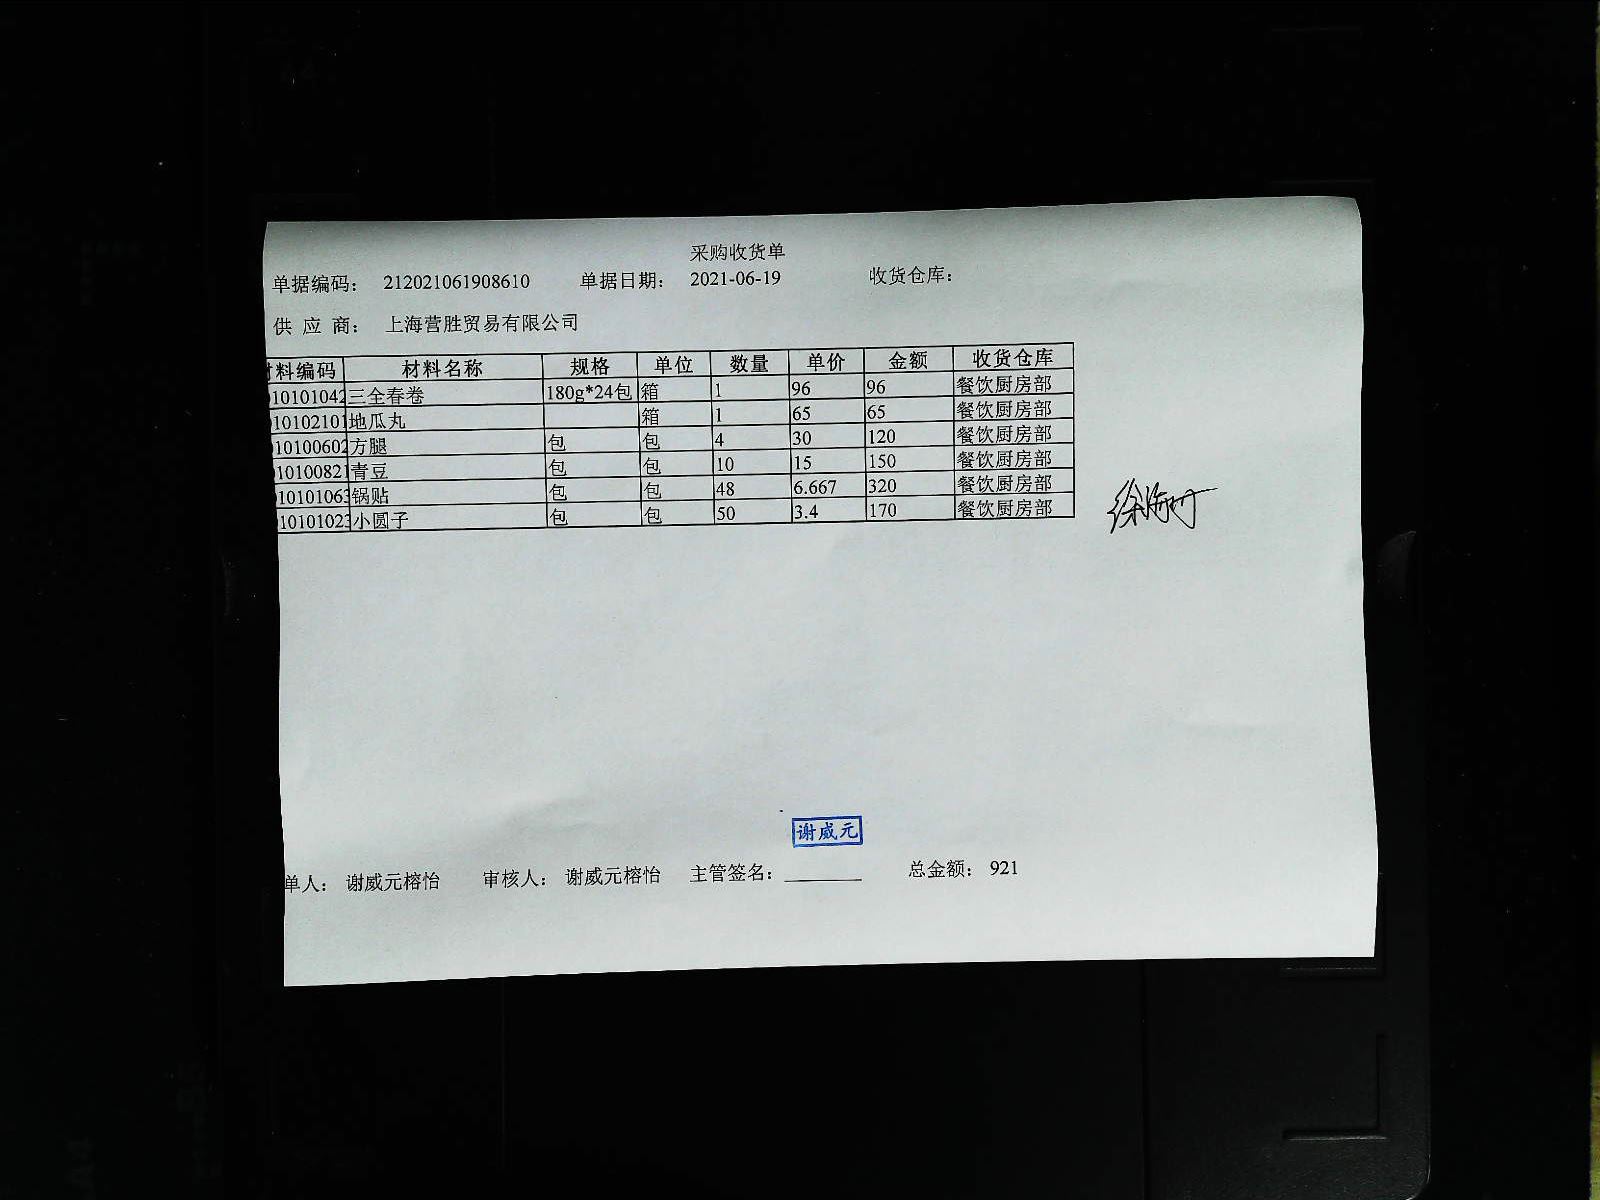 采购收货单
单据编码： 212021061908610 单据日期： 2021-06-19 收货仓库：
供 应 商： 上海营胜贸易有限公司
材料编码 材料名称 规格 单位 数量 单价 金额 收货仓库
10101042 三全春卷 180g*24包 箱 1 96 96 餐饮厨房部
10102101 地瓜丸 箱 1 65 65 餐饮厨房部
10100602 方腿 包 包 4 30 120 餐饮厨房部
10100821 青豆 包 包 10 15 150 餐饮厨房部
10101063 锅贴 包 包 48 6.667 320 餐饮厨房部
10101023 小圆子 包 包 50 3.4 170 餐饮厨房部
谢威元
单人： 谢威元榕怡 审核人： 谢威元榕怡 主管签名： 总金额： 921